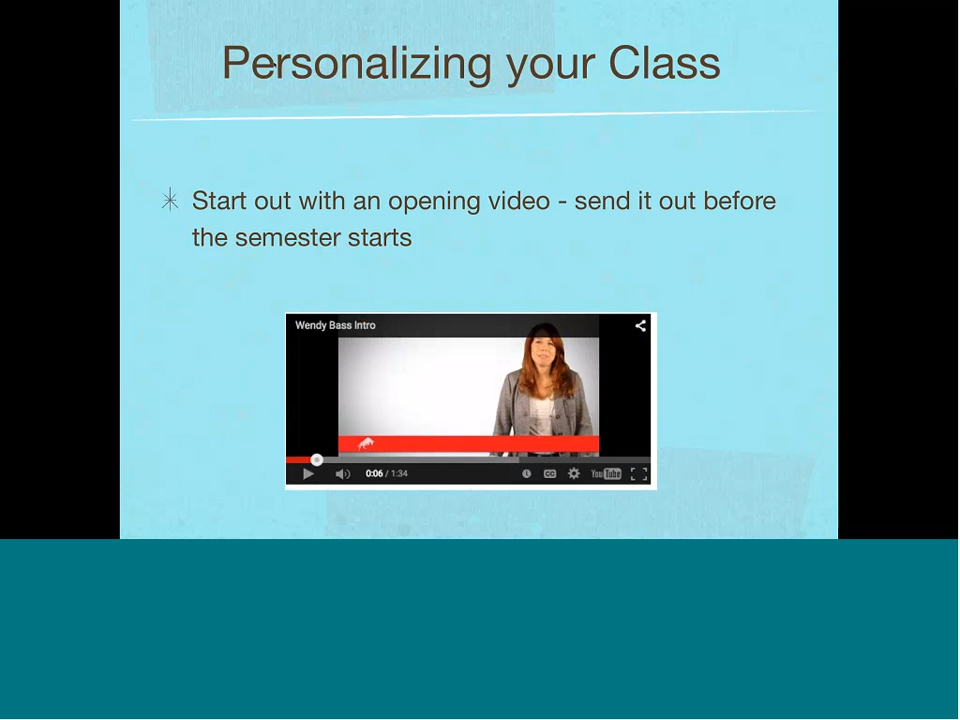 Personalizing your Class
Start out with an opening video - send it out before
the semester starts
Wendy Bass Intro
0:06 / 1:34
CC
YouTube